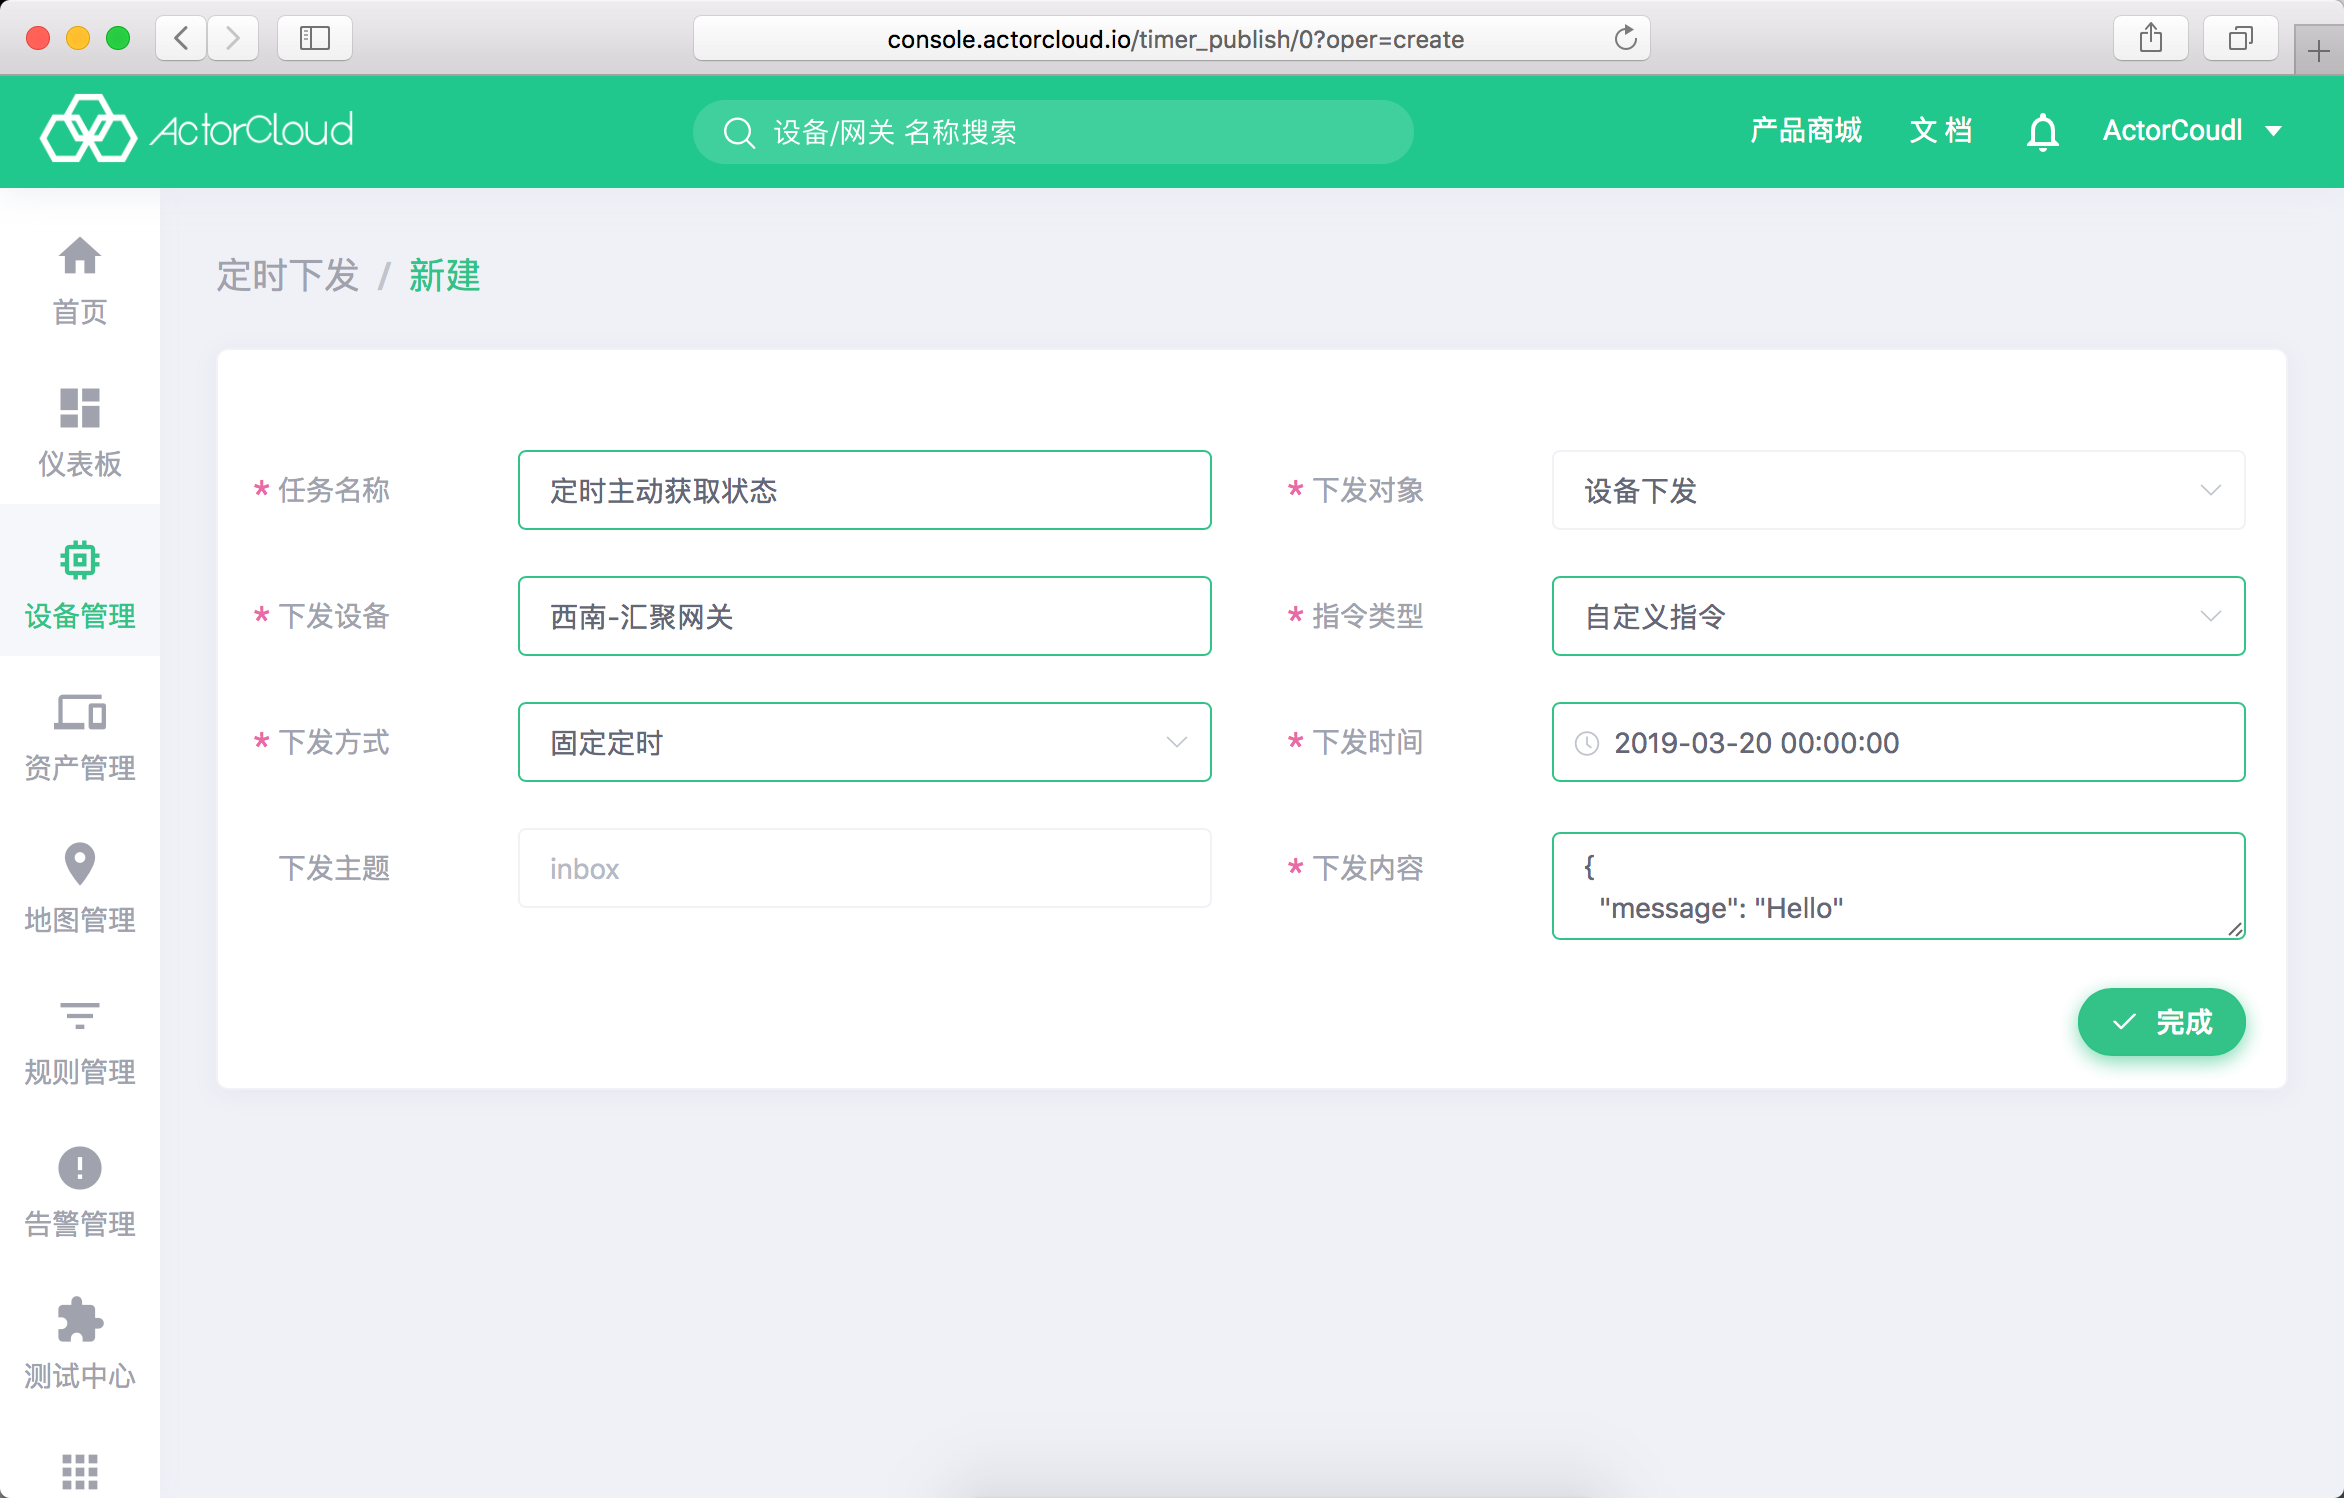 console.actorcloud.io/timer_publish/0?oper=create
ActorCloud
设备/网关 名称搜索
产品商城
文 档
ActorCoudl
首页
仪表板
设备管理
资产管理
地图管理
规则管理
告警管理
测试中心
定时下发 / 新建
* 任务名称
定时主动获取状态
* 下发对象
设备下发
* 下发设备
西南-汇聚网关
* 指令类型
自定义指令
* 下发方式
固定定时
* 下发时间
2019-03-20 00:00:00
下发主题
inbox
* 下发内容
{
"message": "Hello"
完成